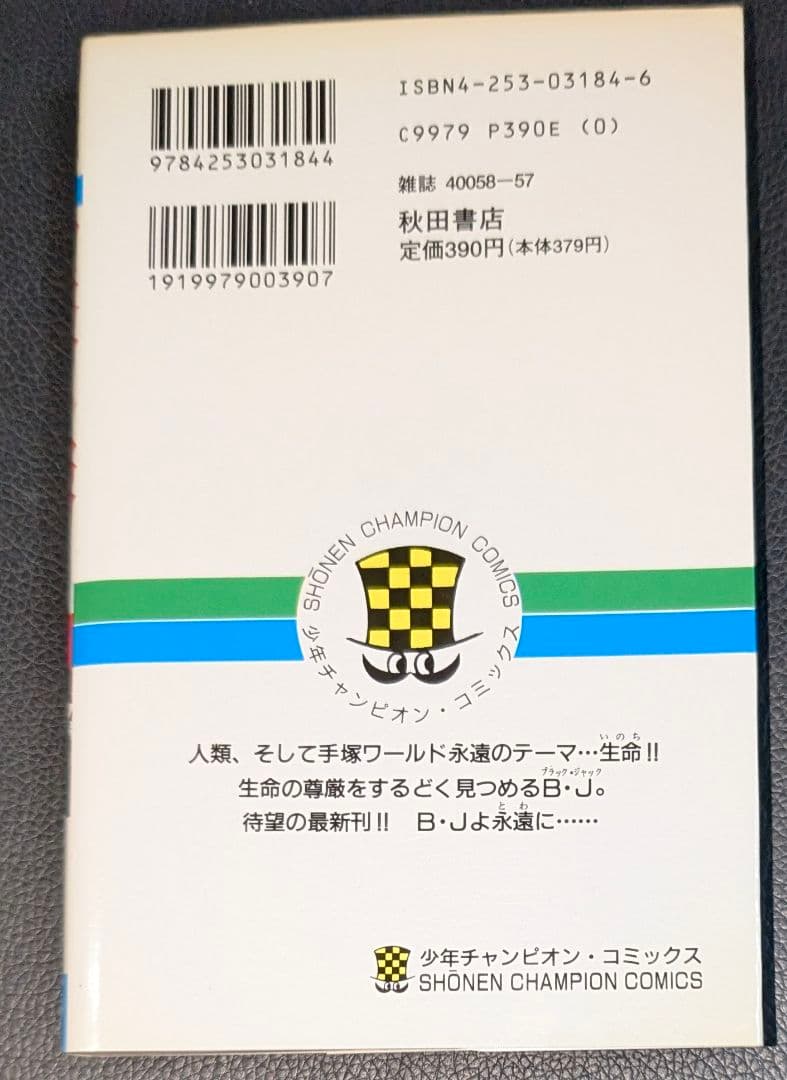 ISBN4-253-03184-6
9784253031844
C9979 P390E (0)
雑誌 40058-57
秋田書店
定価390円(本体379円)
1919979003907
SHŌNEN CHAMPION COMICS
少年チャンピオン・コミックス
人類、そして手塚ワールド永遠のテーマ…生命!!
いのち
生命の尊厳をするどく見つめるB・J。
ブラック・ジャック
待望の最新刊!! B・Jよ永遠に……
とわ
少年チャンピオン・コミックス
SHŌNEN CHAMPION COMICS